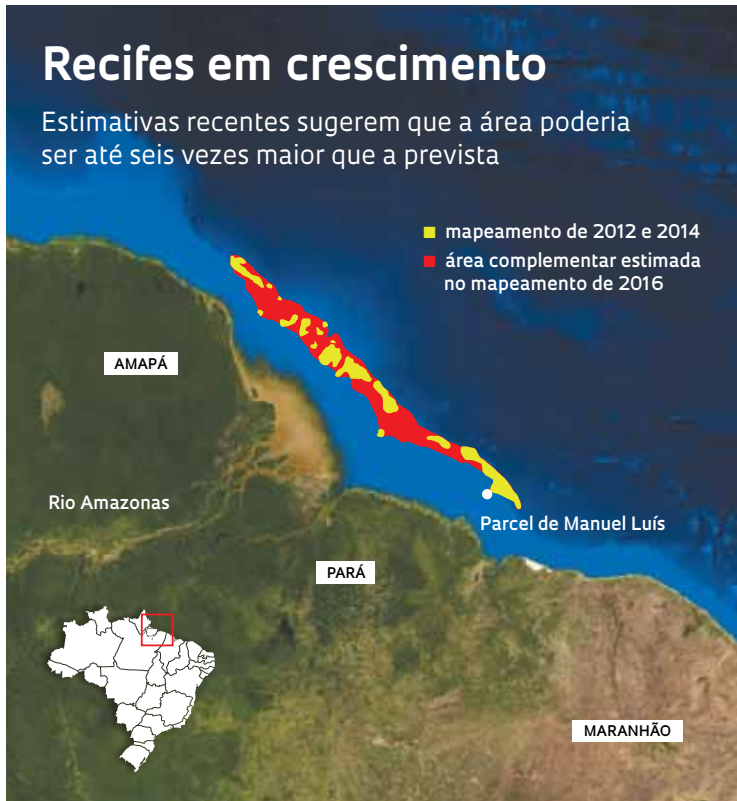 Recifes em crescimento
Estimativas recentes sugerem que a área poderia
ser até seis vezes maior que a prevista
mapeamento de 2012 e 2014
área complementar estimada
no mapeamento de 2016
AMAPÁ
Rio Amazonas
Parcel de Manuel Luís
PARÁ
MARANHÃO